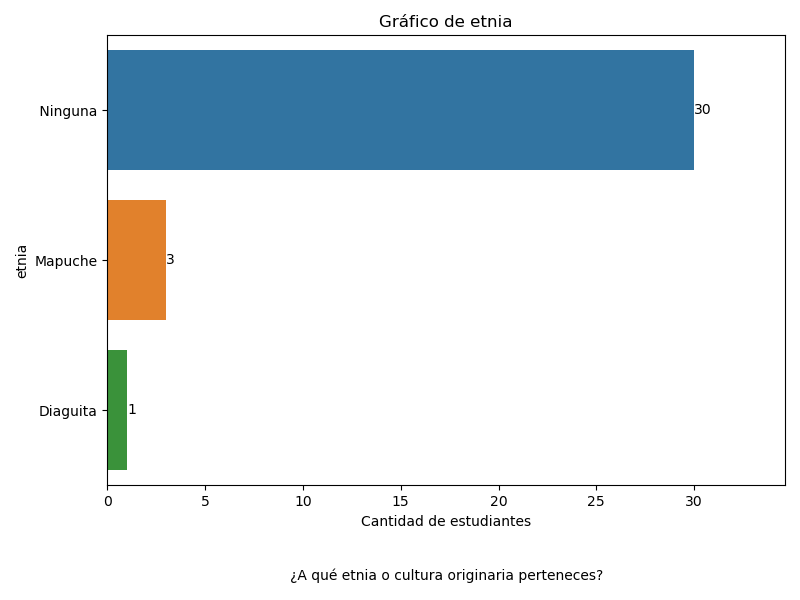 Gráfico de etnia
Ninguna
30
Mapuche
3
Diaguita
1
etnia
0 5 10 15 20 25 30
Cantidad de estudiantes
¿A qué etnia o cultura originaria perteneces?